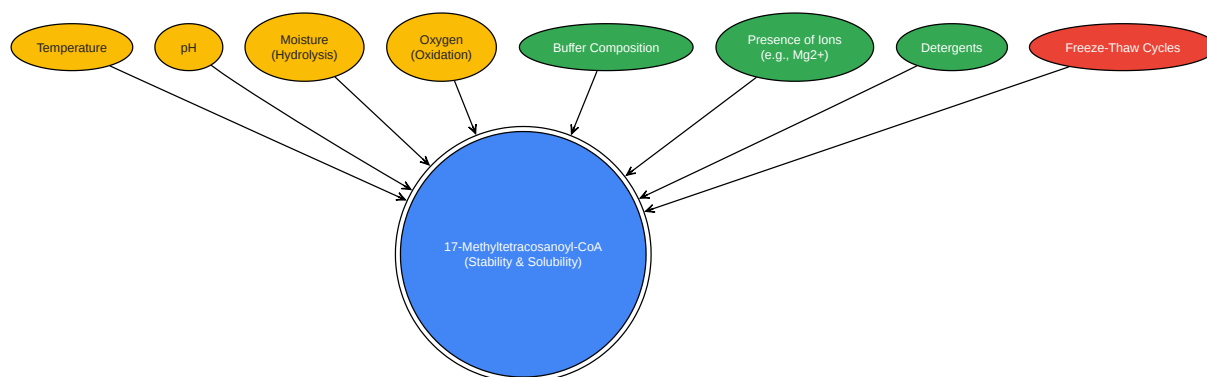 Temperature
pH
Moisture
(Hydrolysis)
Oxygen
(Oxidation)
Buffer Composition
Presence of Ions
(e.g., Mg2+)
Detergents
Freeze-Thaw Cycles
17-Methyltetracosanoyl-CoA
(Stability & Solubility)